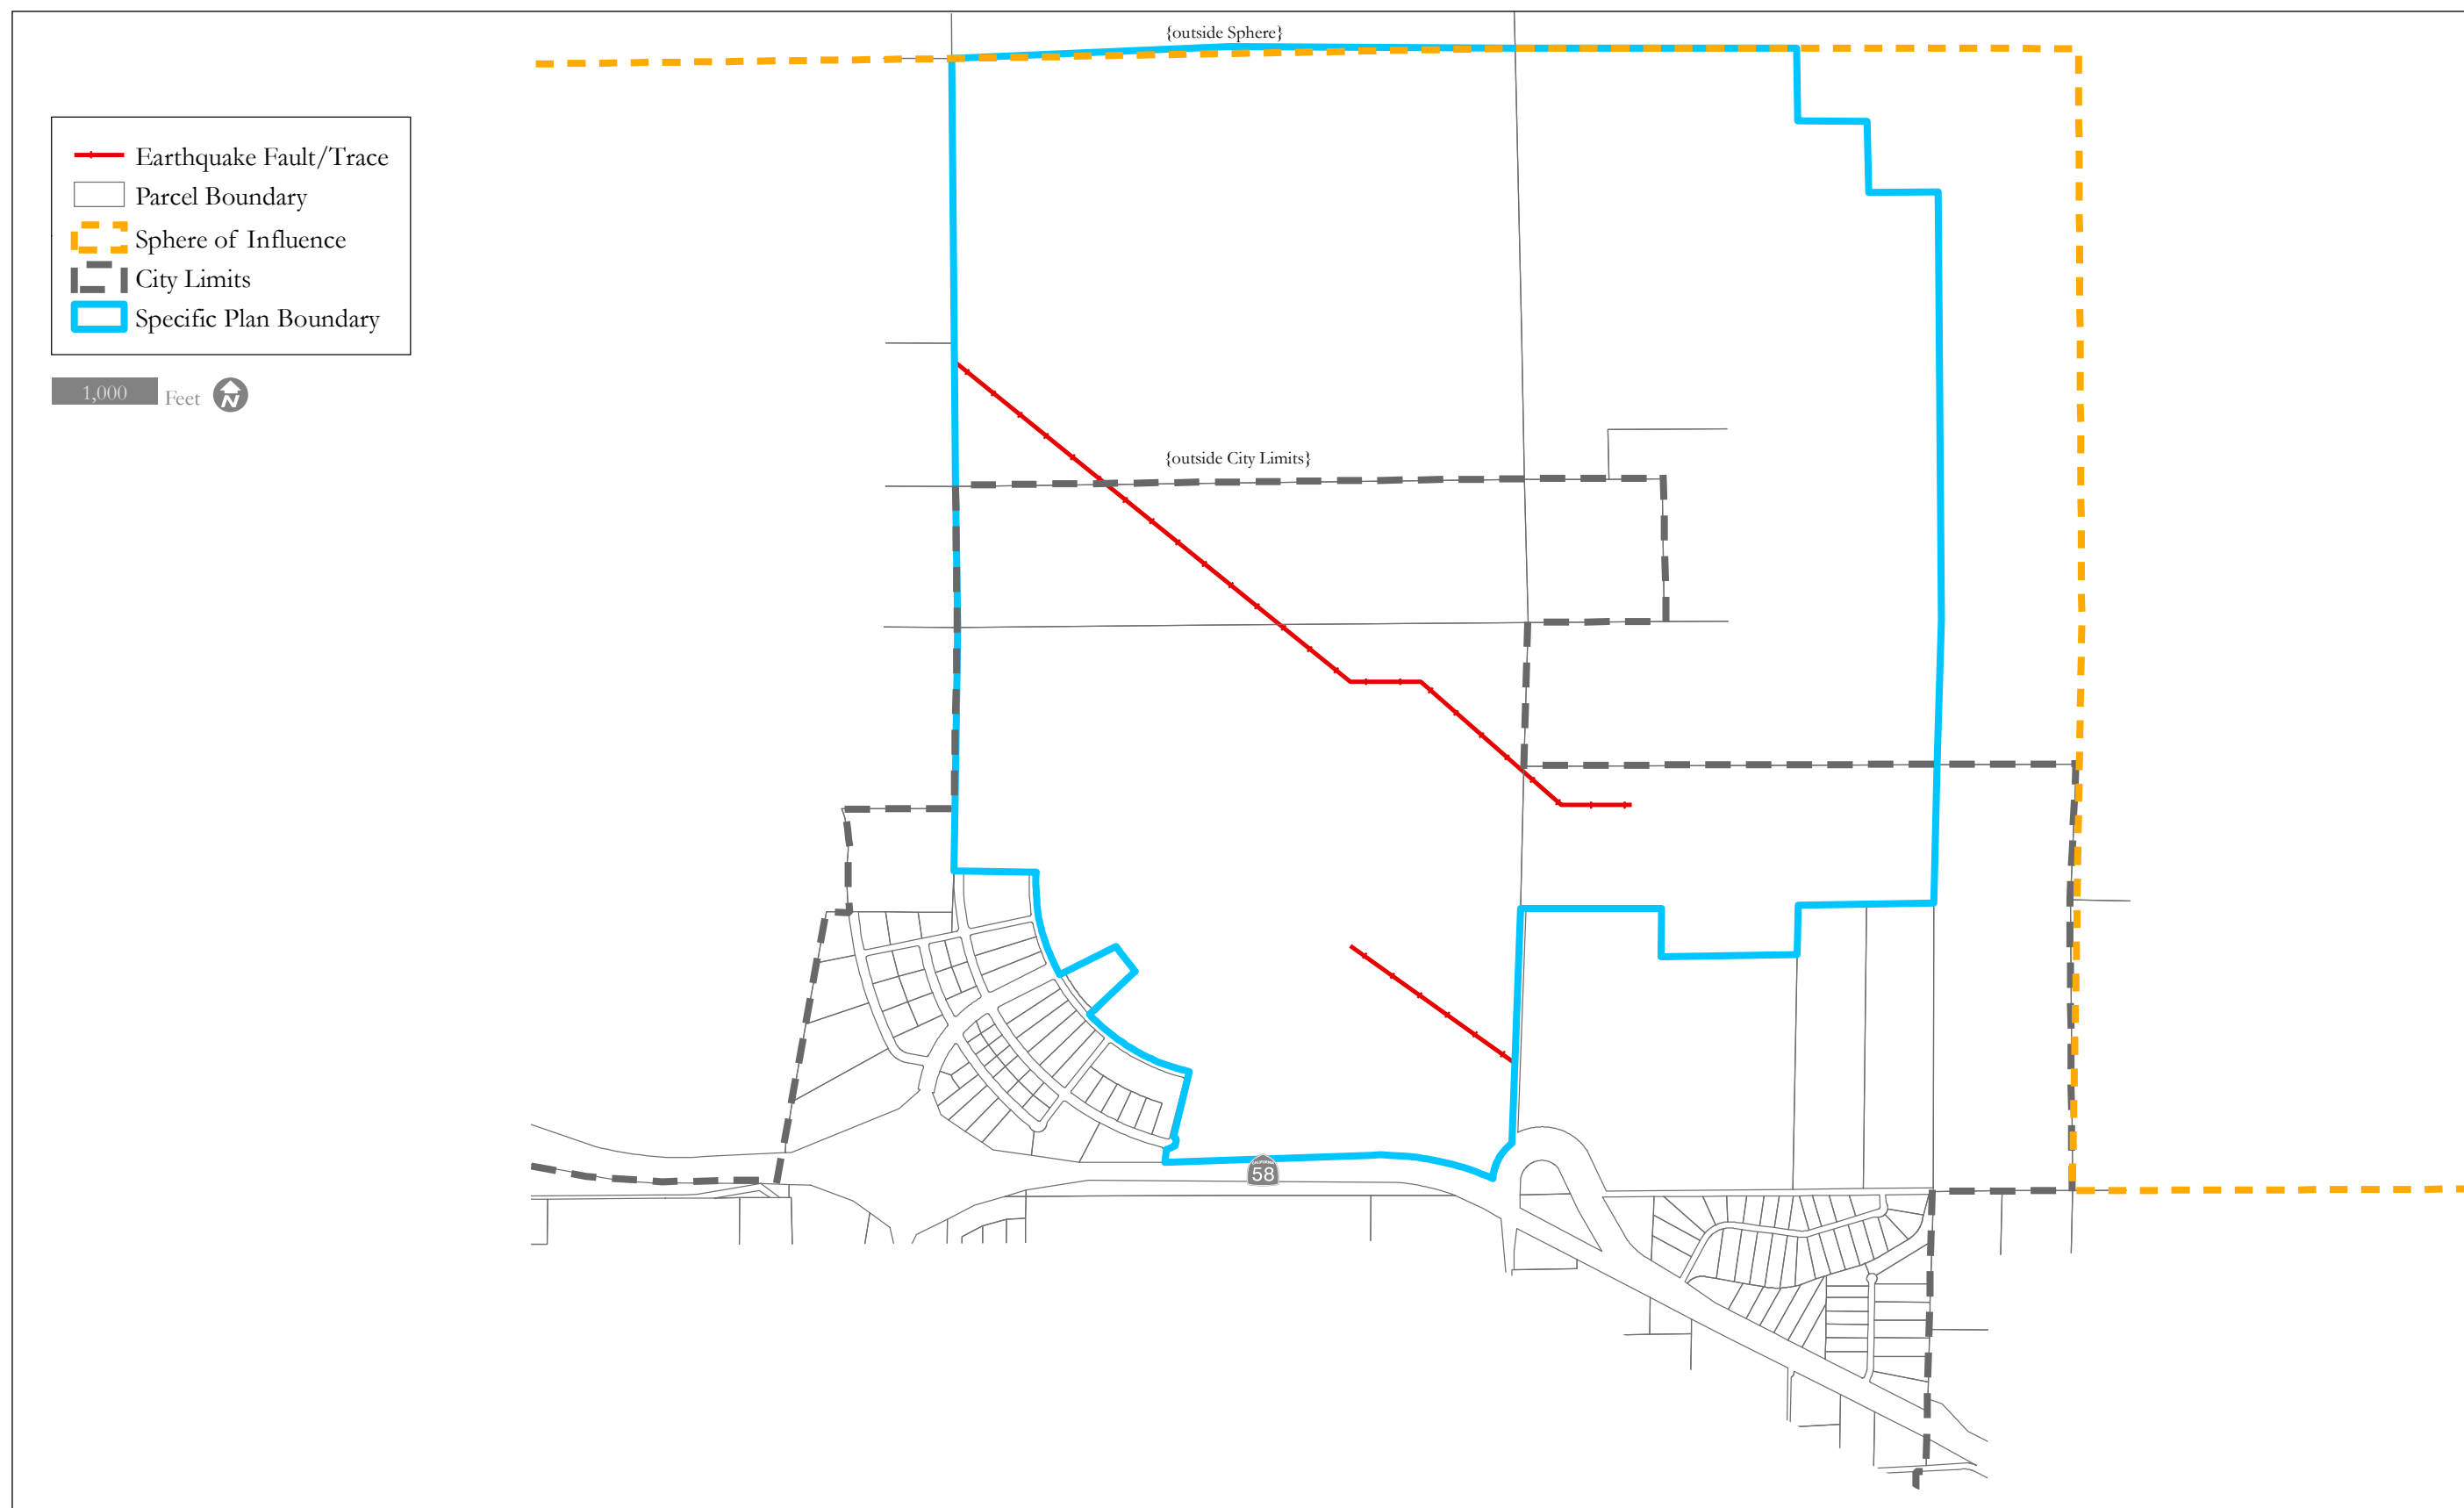 {outside Sphere}
Earthquake Fault/Trace
Parcel Boundary
Sphere of Influence
City Limits
Specific Plan Boundary
1,000 Feet N
{outside City Limits}
CALIFORNIA
58